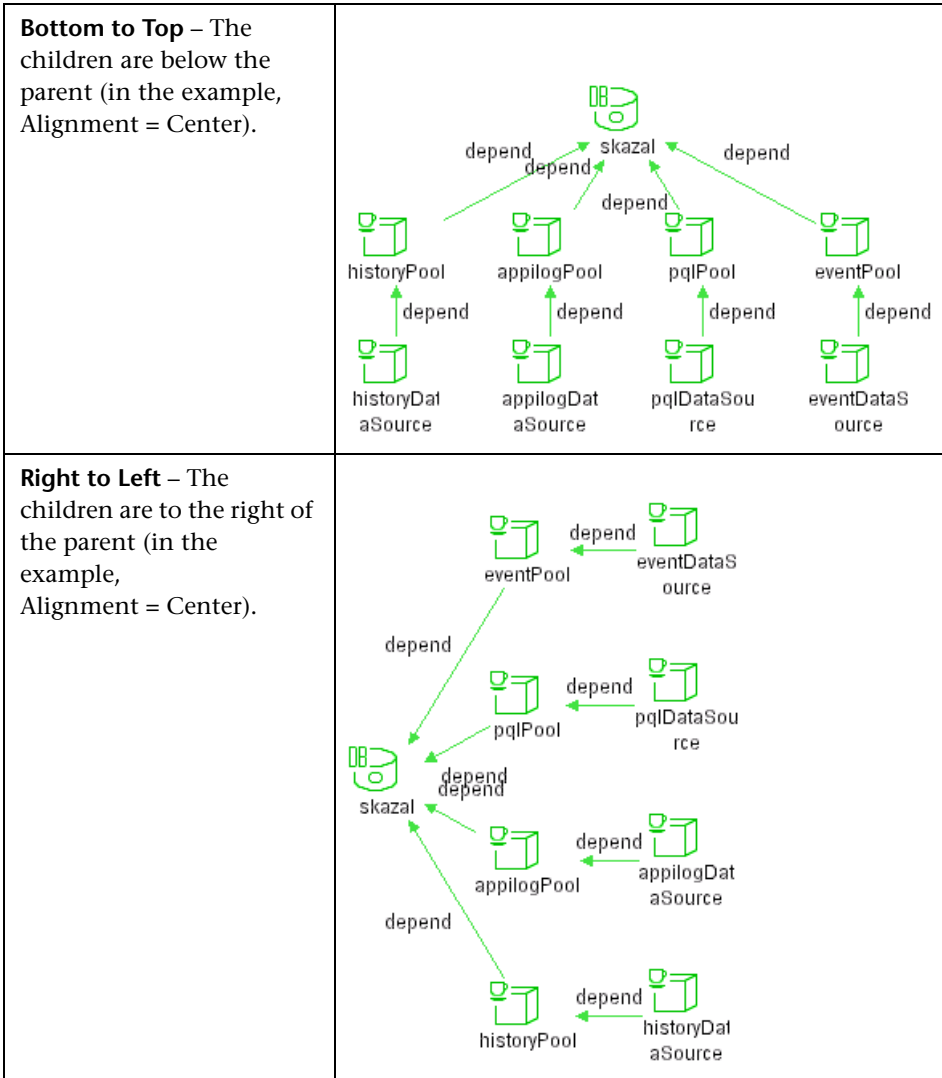 Bottom to Top – The
children are below the
parent (in the example,
Alignment = Center).
DB
skazal
depend
depend
depend
depend
historyPool
appilogPool
pqlPool
eventPool
depend
depend
depend
depend
historyDat
aSource
appilogDat
aSource
pqlDataSou
rce
eventDataS
ource
Right to Left – The
children are to the right of
the parent (in the
example,
Alignment = Center).
eventPool
depend
eventDataS
ource
depend
pqlPool
depend
pqlDataSou
rce
DB
skazal
depend
depend
appilogPool
depend
appilogDat
aSource
depend
historyPool
depend
historyDat
aSource